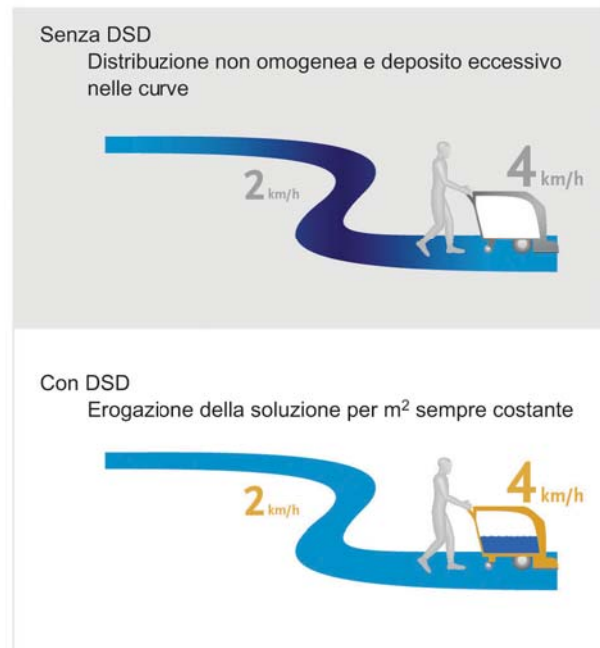 Senza DSD
Distribuzione non omogenea e deposito eccessivo
nelle curve
2 km/h
4 km/h
Con DSD
Erogazione della soluzione per m² sempre costante
2 km/h
4 km/h